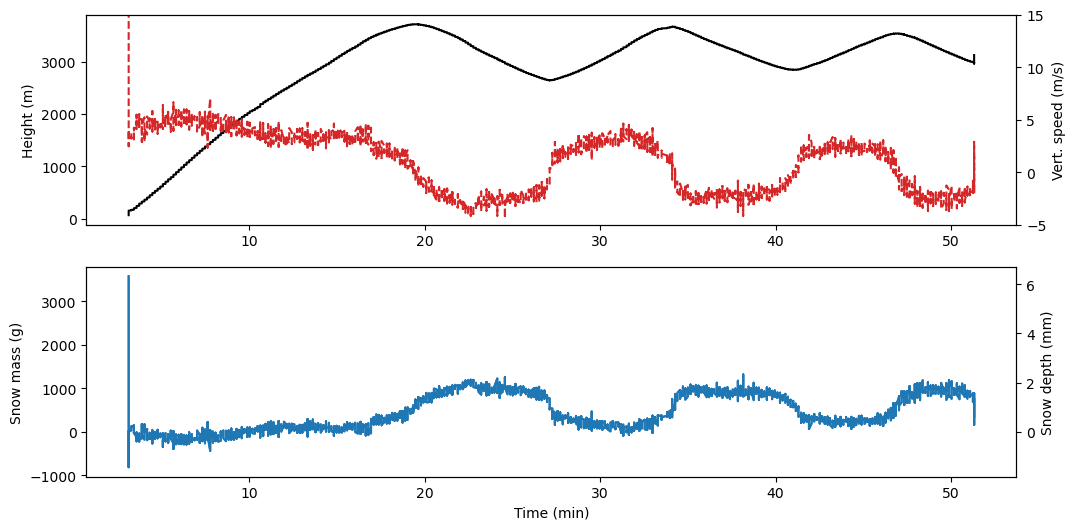 15
3000
10
2000
5
1000
0
0
−5
Height (m)
Vert. speed (m/s)
10 20 30 40 50
3000
6
2000
4
1000
2
0
0
−1000
Snow mass (g)
Snow depth (mm)
10 20 30 40 50
Time (min)